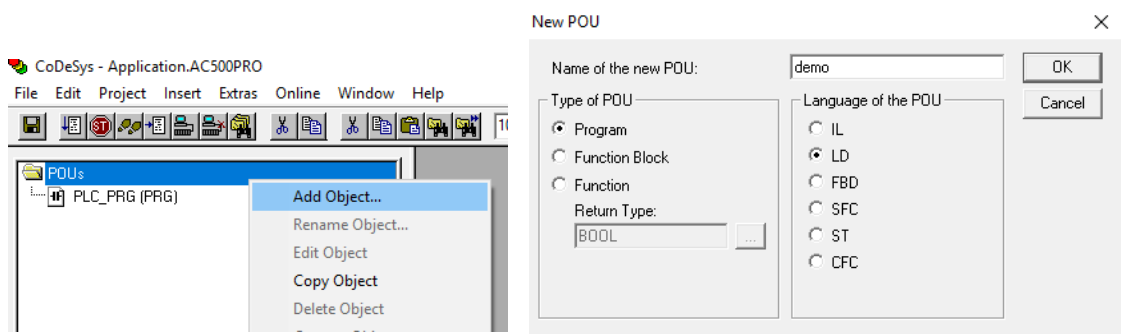 CoDeSys - Application.AC500PRO
File Edit Project Insert Extras Online Window Help
ST
POUs
PLC_PRG (PRG)
Add Object...
Rename Object...
Edit Object
Copy Object
Delete Object
New POU
Name of the new POU:
demo
OK
Cancel
Type of POU
Program
Function Block
Function
Return Type:
BOOL
...
Language of the POU
IL
LD
FBD
SFC
ST
CFC